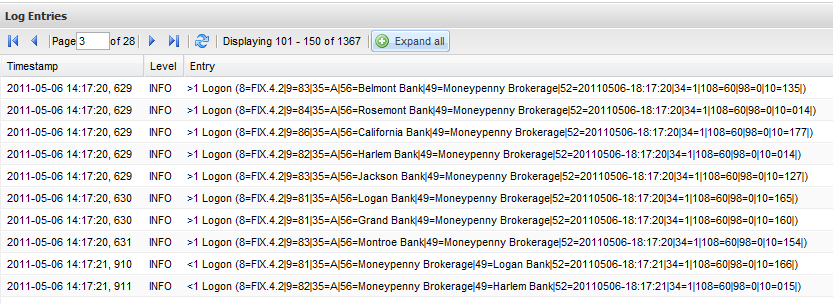 Log Entries
Page 3 of 28 Displaying 101 - 150 of 1367 Expand all
Timestamp Level Entry
2011-05-06 14:17:20, 629 INFO >1 Logon (8=FIX.4.2|9=83|35=A|56=Belmont Bank|49=Moneypenny Brokerage|52=20110506-18:17:20|34=1|108=60|98=0|10=135|)
2011-05-06 14:17:20, 629 INFO >1 Logon (8=FIX.4.2|9=84|35=A|56=Rosemont Bank|49=Moneypenny Brokerage|52=20110506-18:17:20|34=1|108=60|98=0|10=014|)
2011-05-06 14:17:20, 629 INFO >1 Logon (8=FIX.4.2|9=86|35=A|56=California Bank|49=Moneypenny Brokerage|52=20110506-18:17:20|34=1|108=60|98=0|10=177|)
2011-05-06 14:17:20, 629 INFO >1 Logon (8=FIX.4.2|9=82|35=A|56=Harlem Bank|49=Moneypenny Brokerage|52=20110506-18:17:20|34=1|108=60|98=0|10=014|)
2011-05-06 14:17:20, 629 INFO >1 Logon (8=FIX.4.2|9=83|35=A|56=Jackson Bank|49=Moneypenny Brokerage|52=20110506-18:17:20|34=1|108=60|98=0|10=127|)
2011-05-06 14:17:20, 630 INFO >1 Logon (8=FIX.4.2|9=81|35=A|56=Logan Bank|49=Moneypenny Brokerage|52=20110506-18:17:20|34=1|108=60|98=0|10=165|)
2011-05-06 14:17:20, 630 INFO >1 Logon (8=FIX.4.2|9=81|35=A|56=Grand Bank|49=Moneypenny Brokerage|52=20110506-18:17:20|34=1|108=60|98=0|10=160|)
2011-05-06 14:17:20, 631 INFO >1 Logon (8=FIX.4.2|9=83|35=A|56=Montroe Bank|49=Moneypenny Brokerage|52=20110506-18:17:20|34=1|108=60|98=0|10=154|)
2011-05-06 14:17:21, 910 INFO <1 Logon (8=FIX.4.2|9=81|35=A|56=Moneypenny Brokerage|49=Logan Bank|52=20110506-18:17:21|34=1|108=60|98=0|10=166|)
2011-05-06 14:17:21, 911 INFO <1 Logon (8=FIX.4.2|9=82|35=A|56=Moneypenny Brokerage|49=Harlem Bank|52=20110506-18:17:21|34=1|108=60|98=0|10=015|)